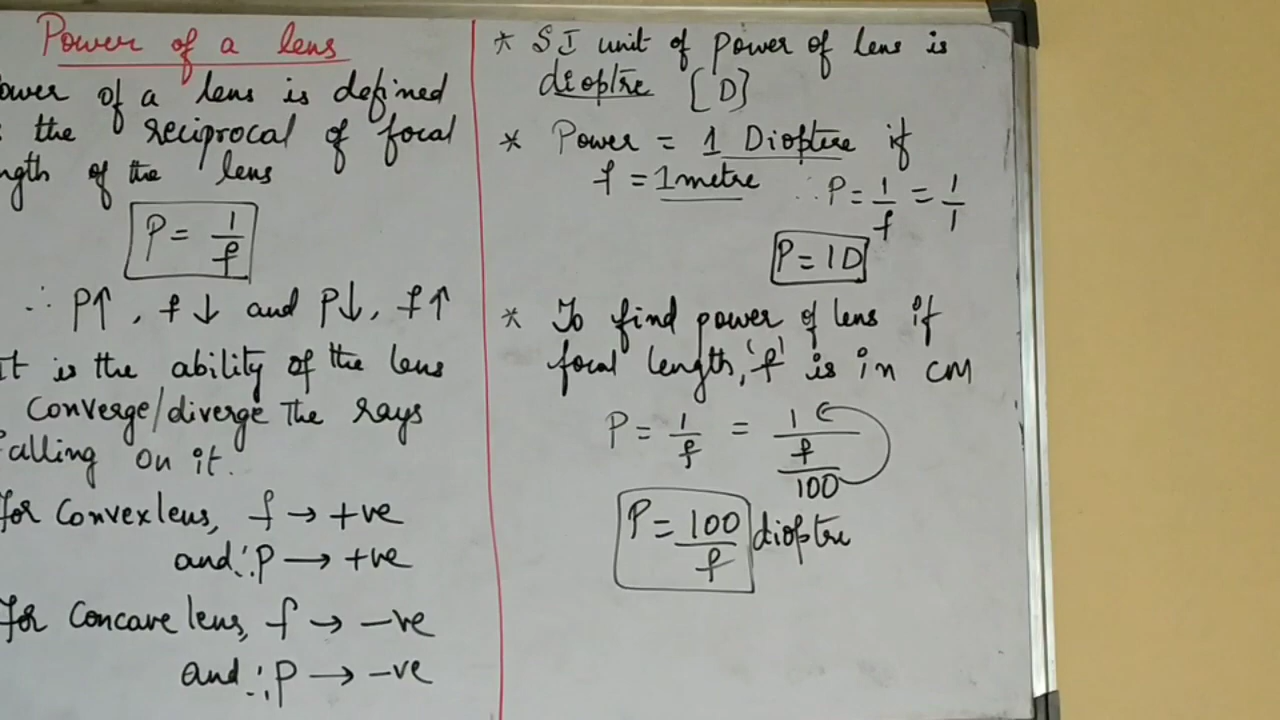 Power of a lens
ower of a lens is defined
s the reciprocal of focal
ngth of the lens
P = 1/f
∴ P↑, f↓ and P↓, f↑
It is the ability of the lens
Converge/diverge the rays
falling on it.
for Convex lens, f → +ve
and ∴ P → +ve
for Concave lens, f → -ve
and ∴ P → -ve
* SI unit of power of lens is
dioptre [D]
* Power = 1 Dioptre if
f = 1metre ∴ P = 1/f = 1/1
P = 1D
* To find power of lens if
focal length, 'f' is in cm
P = 1/f = 1/(f/100)
P = 100/f dioptre